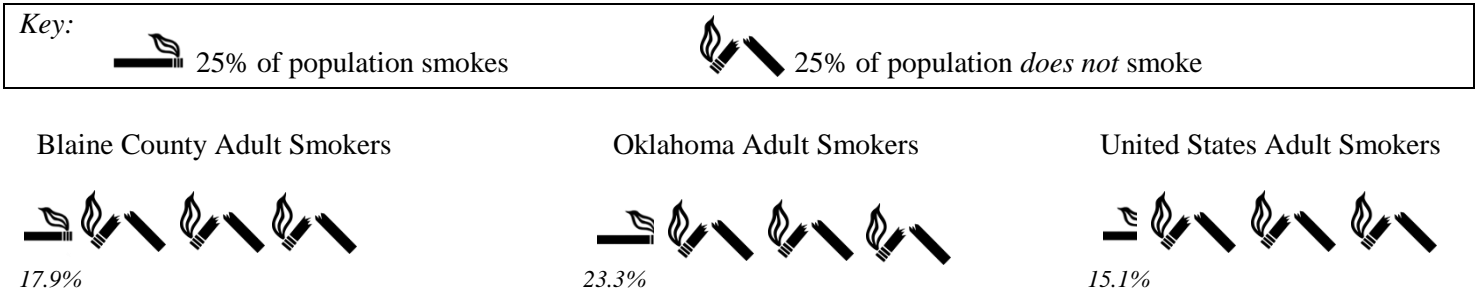 Key:
25% of population smokes
25% of population does not smoke
Blaine County Adult Smokers
Oklahoma Adult Smokers
United States Adult Smokers
17.9%
23.3%
15.1%